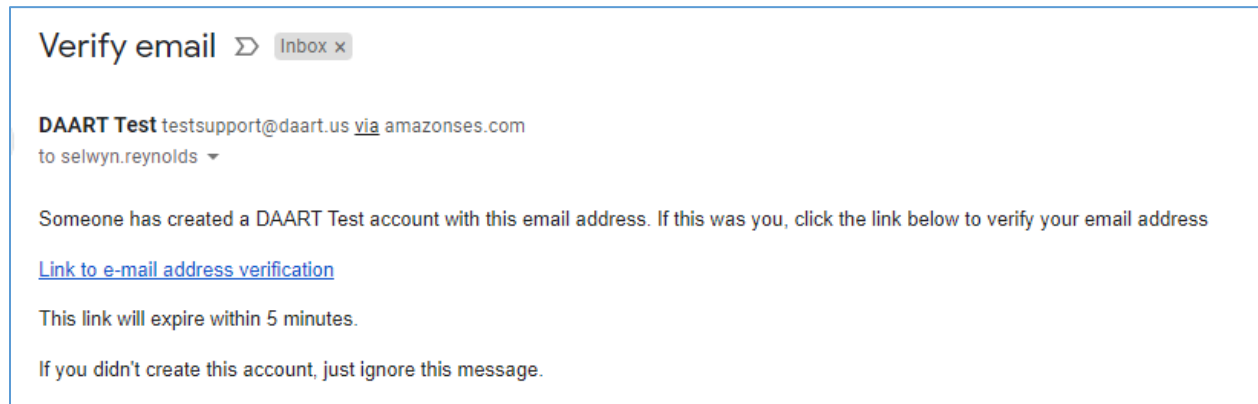 Verify email Inbox x
DAART Test testsupport@daart.us via amazonses.com
to selwyn.reynolds
Someone has created a DAART Test account with this email address. If this was you, click the link below to verify your email address
Link to e-mail address verification
This link will expire within 5 minutes.
If you didn't create this account, just ignore this message.